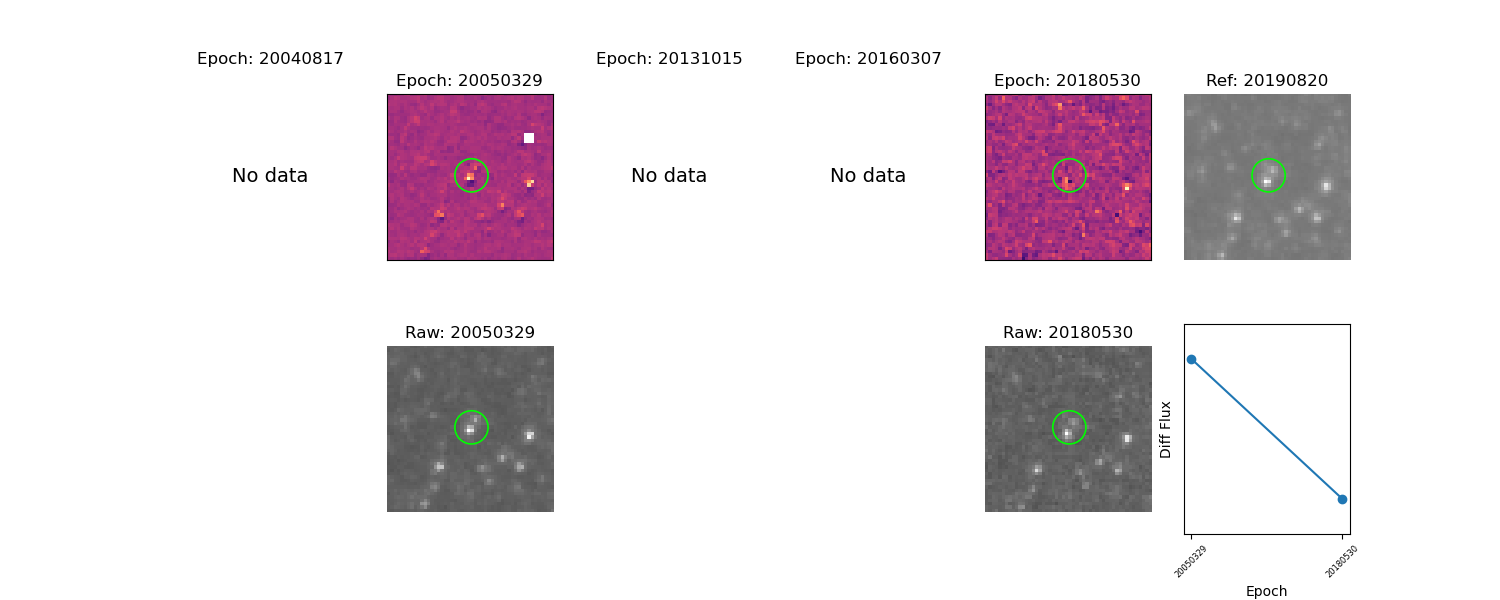 Epoch: 20040817
Epoch: 20131015
Epoch: 20160307
Epoch: 20050329
Epoch: 20180530
Ref: 20190820
No data
No data
No data
Raw: 20050329
Raw: 20180530
Diff Flux
20050329
20180530
Epoch